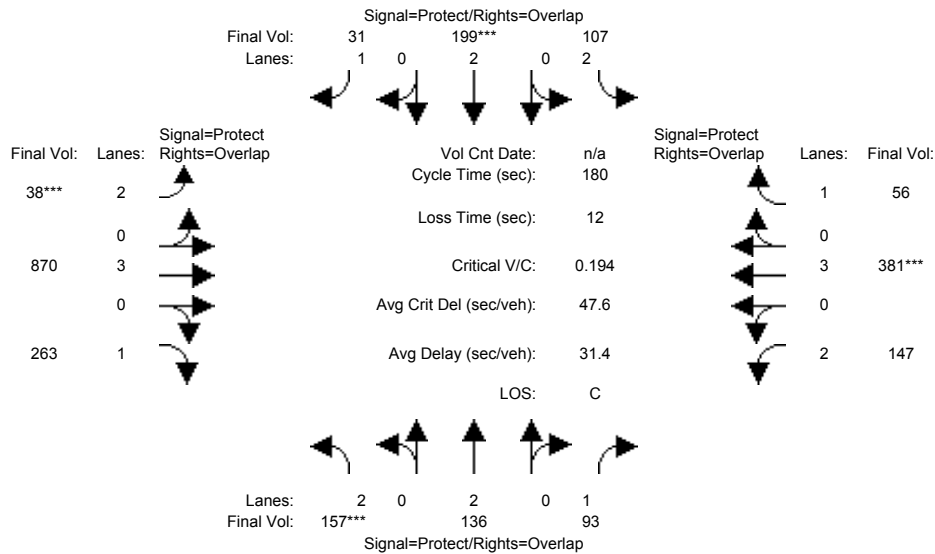 Signal=Protect/Rights=Overlap
Final Vol: 31 199*** 107
Lanes: 1 0 2 0 2
Signal=Protect
Final Vol: Lanes: Rights=Overlap
Vol Cnt Date: n/a
Signal=Protect
Rights=Overlap Lanes: Final Vol:
Cycle Time (sec): 180
38*** 2
1 56
Loss Time (sec): 12
0
0
870 3
Critical V/C: 0.194
3 381***
0
Avg Crit Del (sec/veh): 47.6
0
263 1
Avg Delay (sec/veh): 31.4
2 147
LOS: C
Lanes: 2 0 2 0 1
Final Vol: 157*** 136 93
Signal=Protect/Rights=Overlap